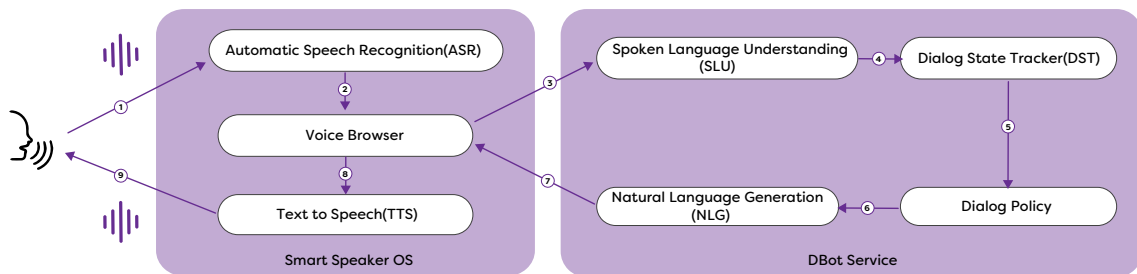 Automatic Speech Recognition(ASR)
1
2
Voice Browser
8
9
Text to Speech(TTS)
Smart Speaker OS
3
7
Spoken Language Understanding
(SLU)
4
Dialog State Tracker(DST)
5
Dialog Policy
6
Natural Language Generation
(NLG)
DBot Service